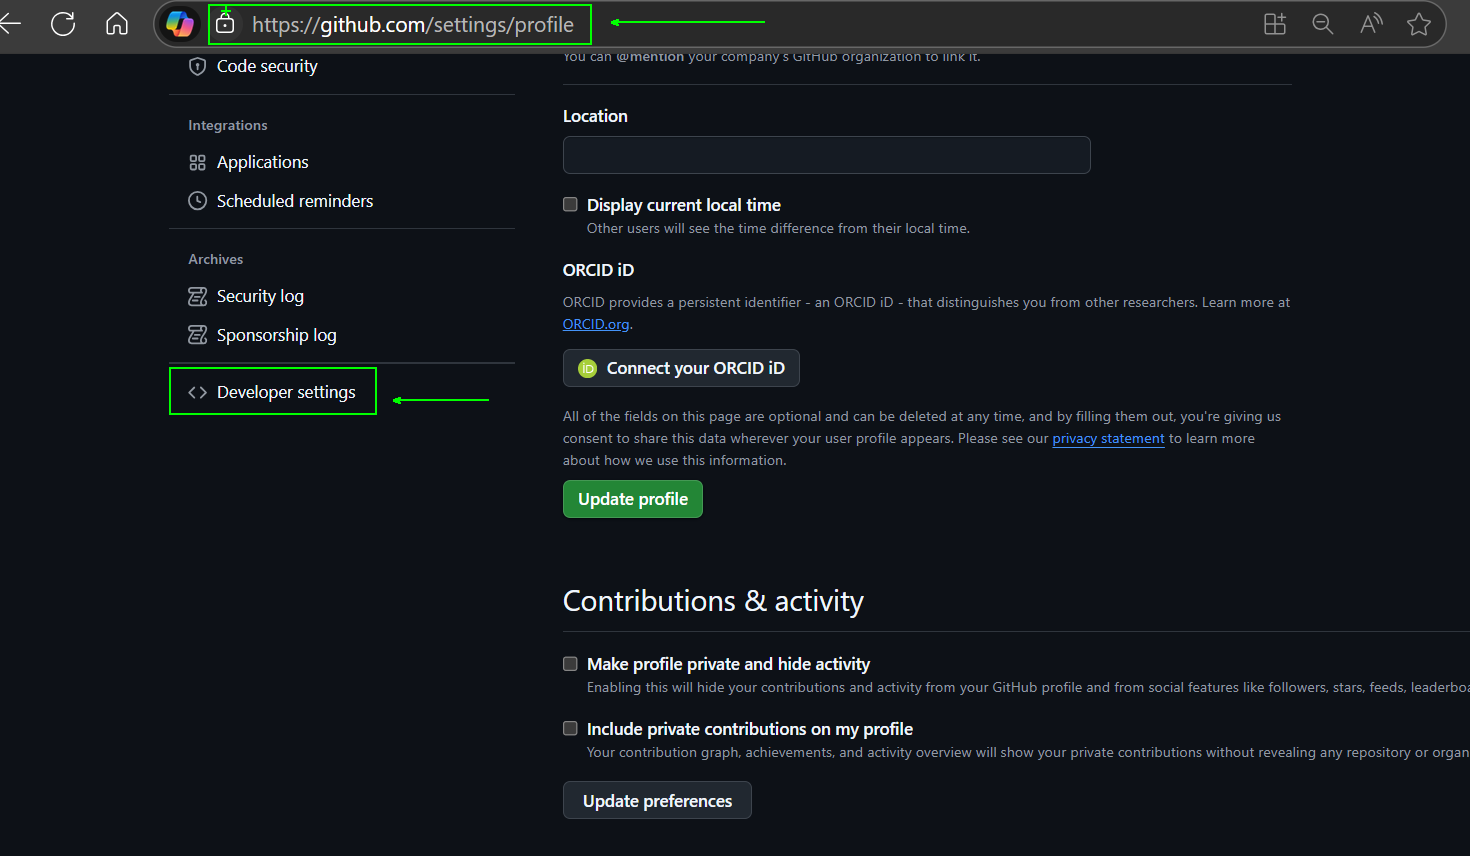 https://github.com/settings/profile
Code security
Integrations
Applications
Scheduled reminders
Archives
Security log
Sponsorship log
Developer settings
You can @mention your company's GitHub organization to link it.
Location
Display current local time
Other users will see the time difference from their local time.
ORCID iD
ORCID provides a persistent identifier - an ORCID iD - that distinguishes you from other researchers. Learn more at
ORCID.org.
iD Connect your ORCID iD
All of the fields on this page are optional and can be deleted at any time, and by filling them out, you're giving us
consent to share this data wherever your user profile appears. Please see our privacy statement to learn more
about how we use this information.
Update profile
Contributions & activity
Make profile private and hide activity
Enabling this will hide your contributions and activity from your GitHub profile and from social features like followers, stars, feeds, leaderboa
Include private contributions on my profile
Your contribution graph, achievements, and activity overview will show your private contributions without revealing any repository or organ
Update preferences